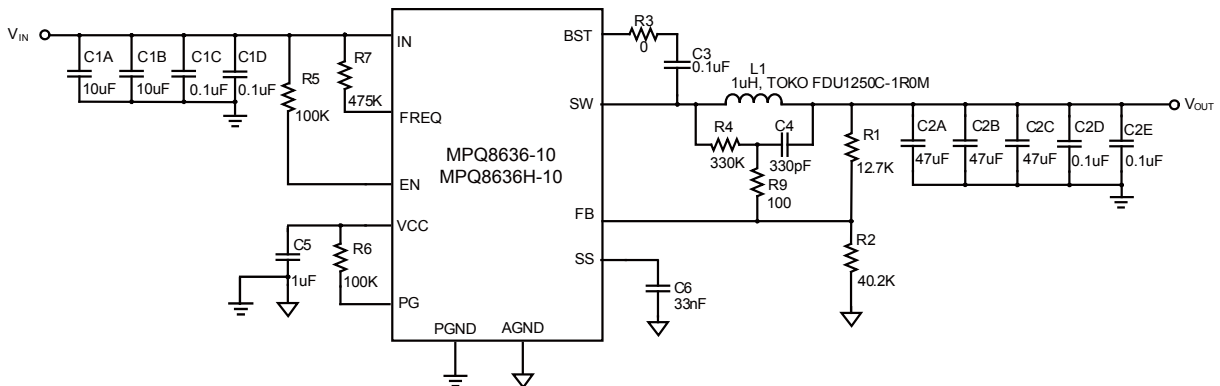 V_IN
C1A
10uF
C1B
10uF
C1C
0.1uF
C1D
0.1uF
R5
100K
R7
475K
IN
FREQ
EN
VCC
PG
PGND
AGND
MPQ8636-10
MPQ8636H-10
BST
SW
FB
SS
C5
1uF
R6
100K
R3
0
C3
0.1uF
L1
1uH, TOKO FDU1250C-1R0M
R4
330K
C4
330pF
R9
100
R1
12.7K
R2
40.2K
C6
33nF
C2A
47uF
C2B
47uF
C2C
47uF
C2D
0.1uF
C2E
0.1uF
V_OUT